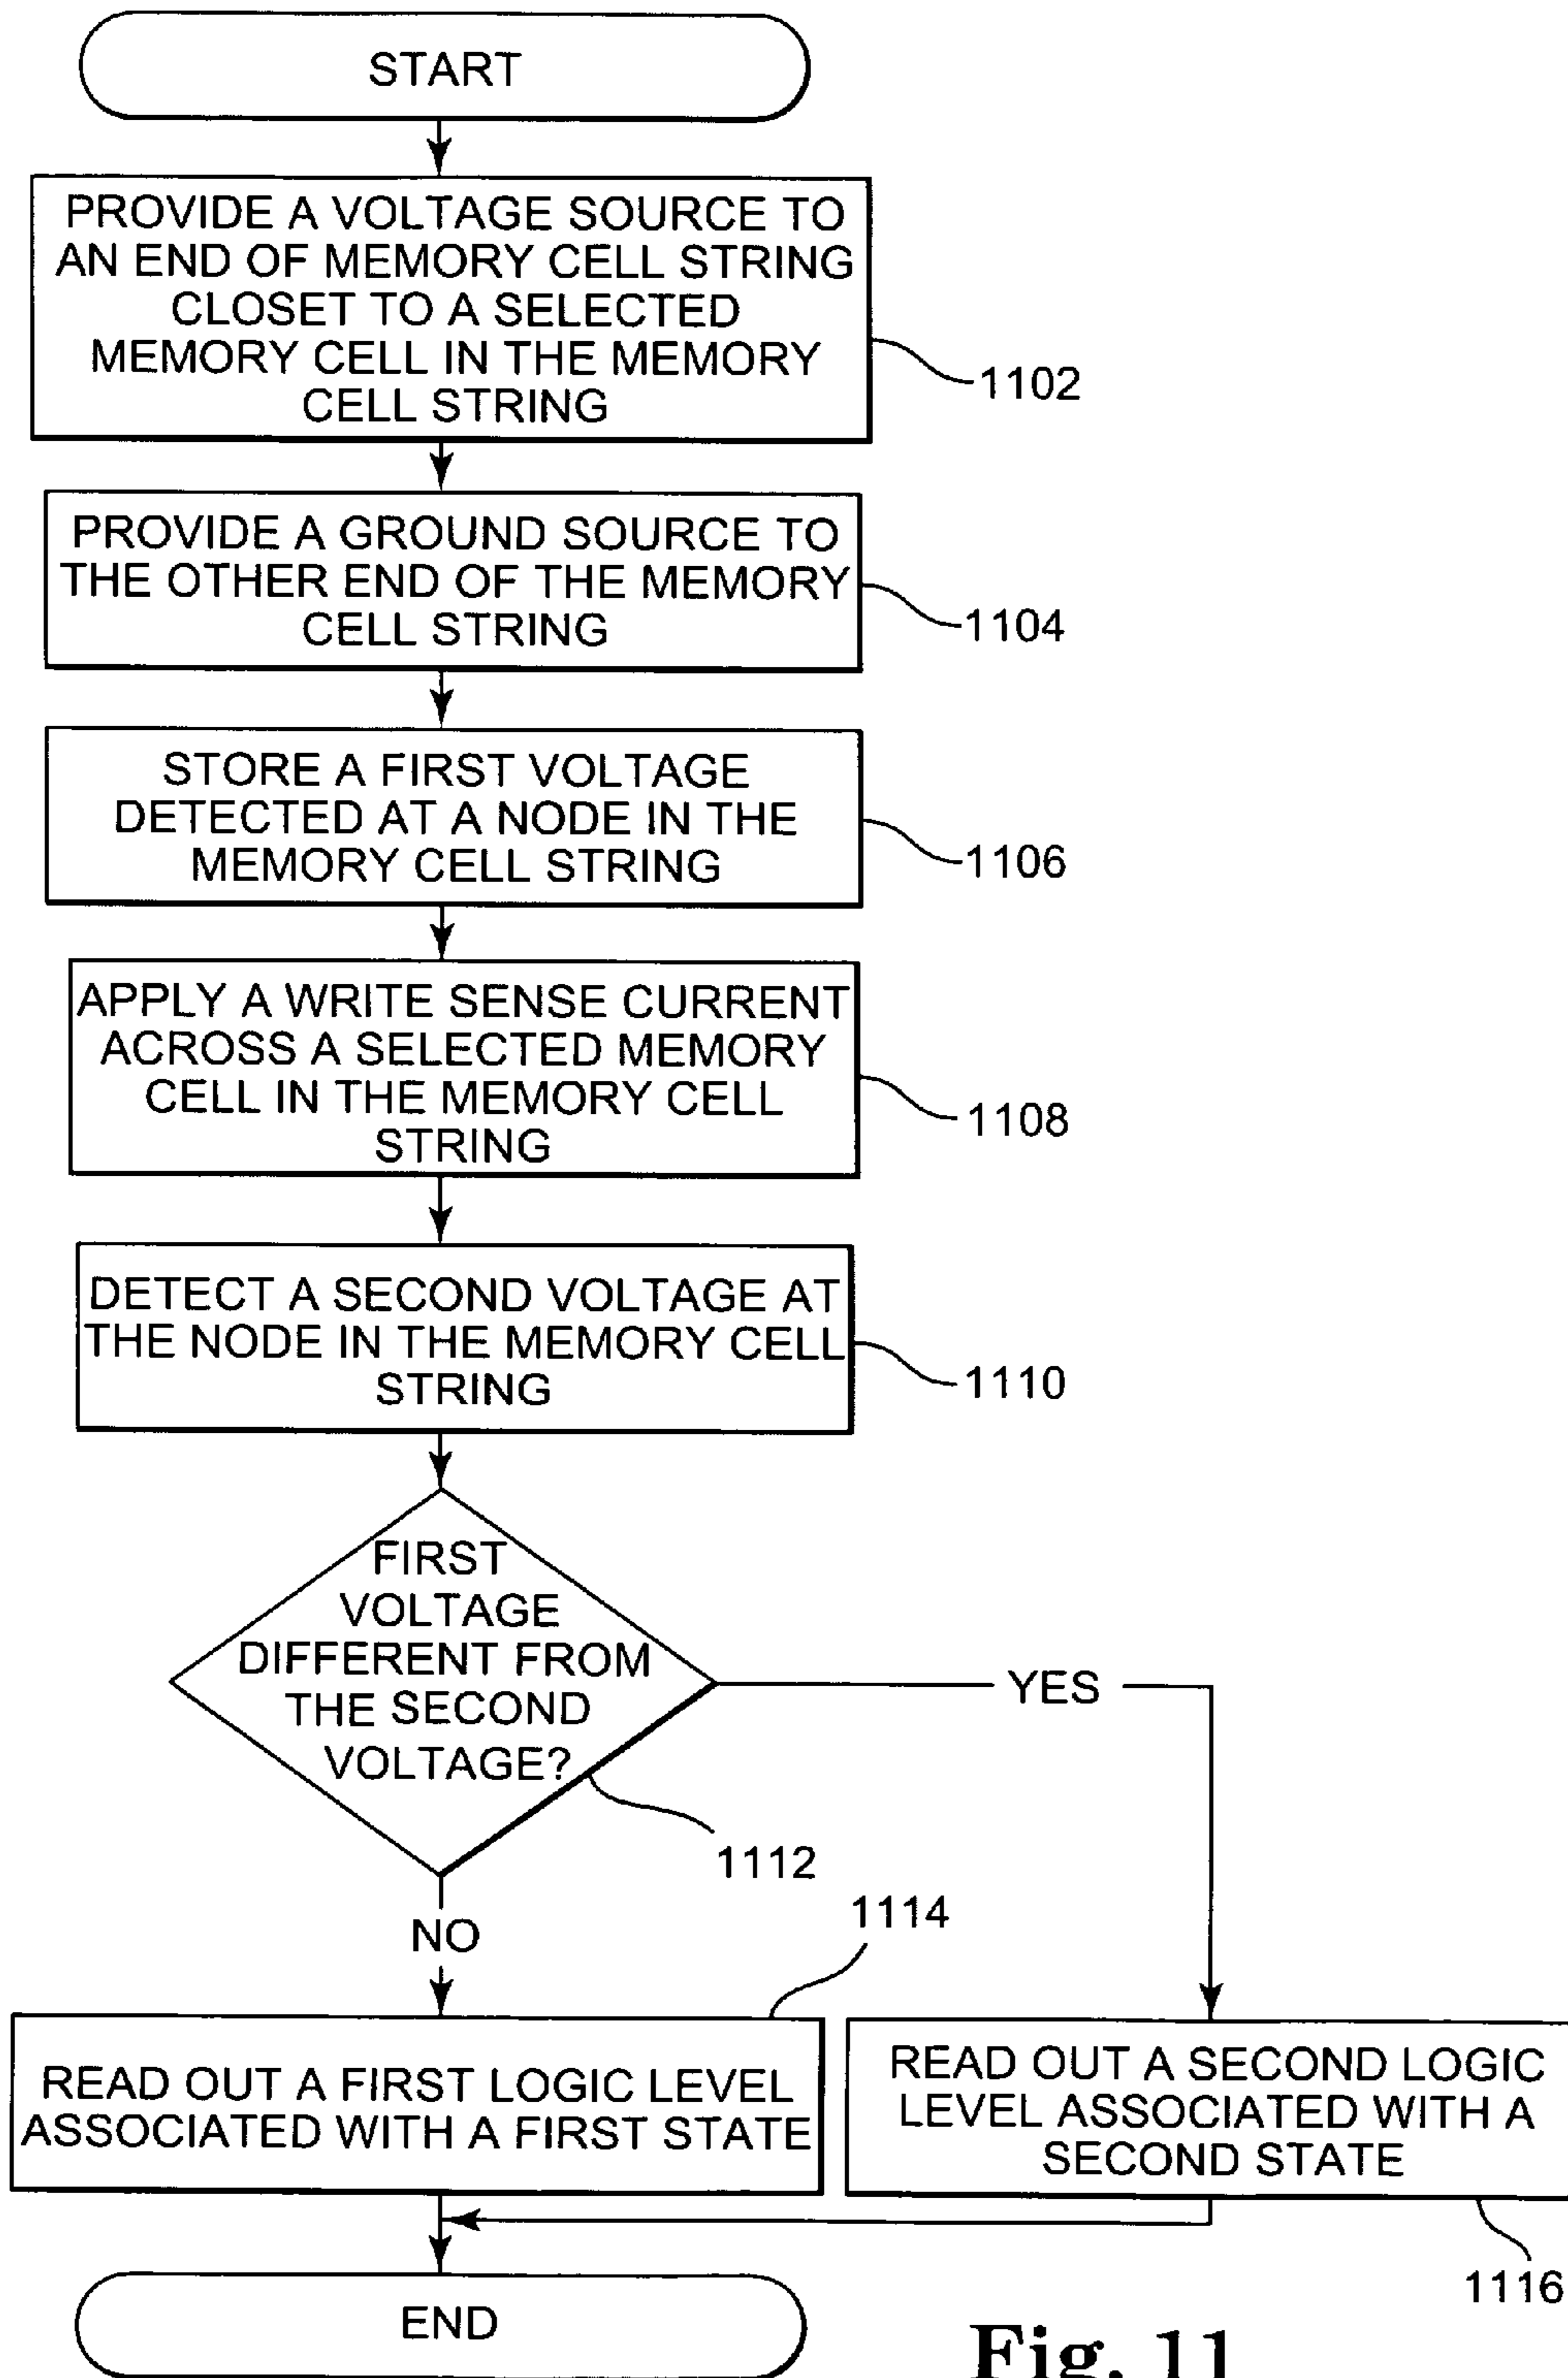 START
PROVIDE A VOLTAGE SOURCE TO
AN END OF MEMORY CELL STRING
CLOSET TO A SELECTED
MEMORY CELL IN THE MEMORY
CELL STRING
1102
PROVIDE A GROUND SOURCE TO
THE OTHER END OF THE MEMORY
CELL STRING
1104
STORE A FIRST VOLTAGE
DETECTED AT A NODE IN THE
MEMORY CELL STRING
1106
APPLY A WRITE SENSE CURRENT
ACROSS A SELECTED MEMORY
CELL IN THE MEMORY CELL
STRING
1108
DETECT A SECOND VOLTAGE AT
THE NODE IN THE MEMORY CELL
STRING
1110
FIRST
VOLTAGE
DIFFERENT FROM
THE SECOND
VOLTAGE?
YES
1112
NO
1114
READ OUT A FIRST LOGIC LEVEL
ASSOCIATED WITH A FIRST STATE
READ OUT A SECOND LOGIC
LEVEL ASSOCIATED WITH A
SECOND STATE
1116
END
Fig. 11